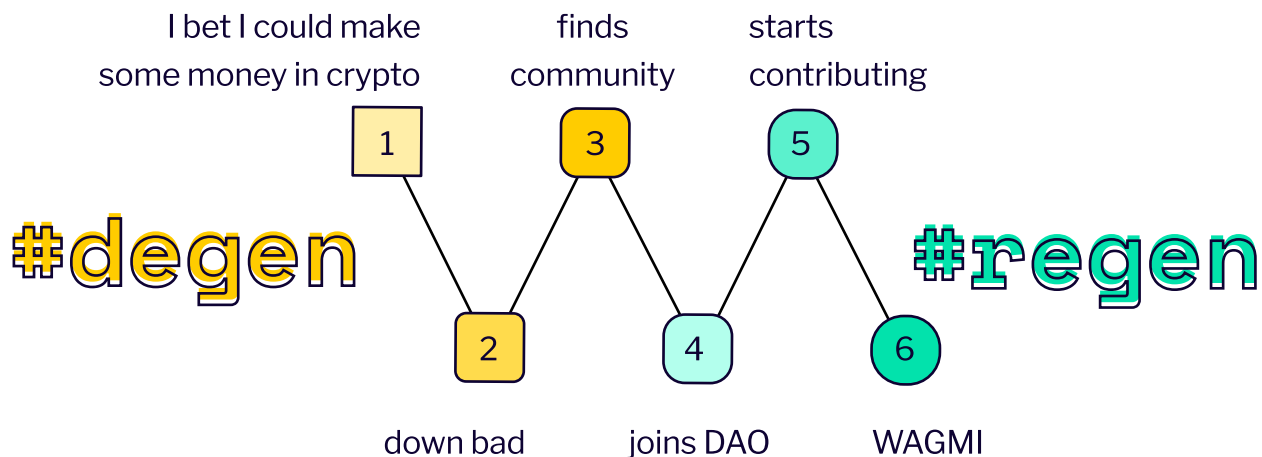 I bet I could make
some money in crypto
finds
community
starts
contributing
1
3
5
#degen
#regen
2
4
6
down bad
joins DAO
WAGMI